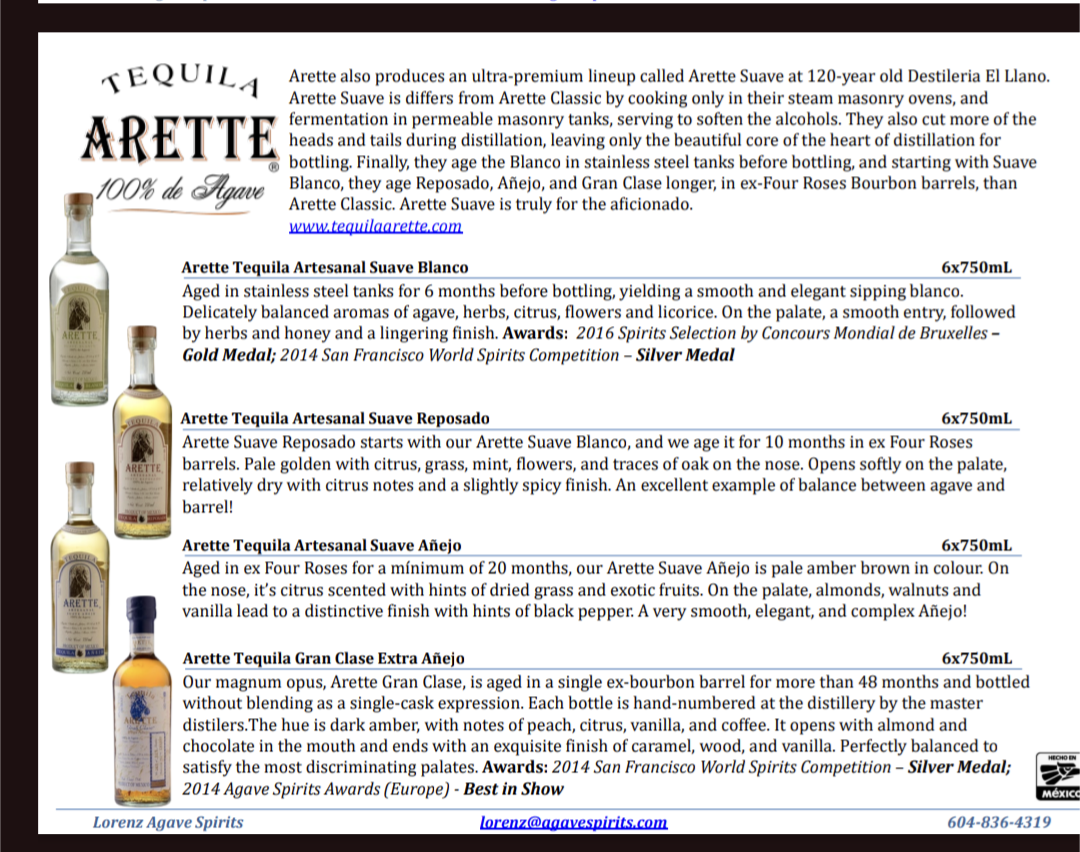 TEQUILA
ARETTE®
100% de Agave
Arette also produces an ultra-premium lineup called Arette Suave at 120-year old Destileria El Llano.
Arette Suave is differs from Arette Classic by cooking only in their steam masonry ovens, and
fermentation in permeable masonry tanks, serving to soften the alcohols. They also cut more of the
heads and tails during distillation, leaving only the beautiful core of the heart of distillation for
bottling. Finally, they age the Blanco in stainless steel tanks before bottling, and starting with Suave
Blanco, they age Reposado, Añejo, and Gran Clase longer, in ex-Four Roses Bourbon barrels, than
Arette Classic. Arette Suave is truly for the aficionado.
www.tequilaarette.com
Arette Tequila Artesanal Suave Blanco 6x750mL
Aged in stainless steel tanks for 6 months before bottling, yielding a smooth and elegant sipping blanco.
Delicately balanced aromas of agave, herbs, citrus, flowers and licorice. On the palate, a smooth entry, followed
by herbs and honey and a lingering finish. Awards: 2016 Spirits Selection by Concours Mondial de Bruxelles –
Gold Medal; 2014 San Francisco World Spirits Competition – Silver Medal
ARETTE
Arette Tequila Artesanal Suave Reposado 6x750mL
Arette Suave Reposado starts with our Arette Suave Blanco, and we age it for 10 months in ex Four Roses
barrels. Pale golden with citrus, grass, mint, flowers, and traces of oak on the nose. Opens softly on the palate,
relatively dry with citrus notes and a slightly spicy finish. An excellent example of balance between agave and
barrel!
ARETTE
Arette Tequila Artesanal Suave Añejo 6x750mL
Aged in ex Four Roses for a mínimum of 20 months, our Arette Suave Añejo is pale amber brown in colour. On
the nose, it's citrus scented with hints of dried grass and exotic fruits. On the palate, almonds, walnuts and
vanilla lead to a distinctive finish with hints of black pepper. A very smooth, elegant, and complex Añejo!
ARETTE
Arette Tequila Gran Clase Extra Añejo 6x750mL
Our magnum opus, Arette Gran Clase, is aged in a single ex-bourbon barrel for more than 48 months and bottled
without blending as a single-cask expression. Each bottle is hand-numbered at the distillery by the master
distilers.The hue is dark amber, with notes of peach, citrus, vanilla, and coffee. It opens with almond and
chocolate in the mouth and ends with an exquisite finish of caramel, wood, and vanilla. Perfectly balanced to
satisfy the most discriminating palates. Awards: 2014 San Francisco World Spirits Competition – Silver Medal;
2014 Agave Spirits Awards (Europe) - Best in Show
ARETTE
HECHO EN
MÉXICO
Lorenz Agave Spirits lorenz@agavespirits.com 604-836-4319